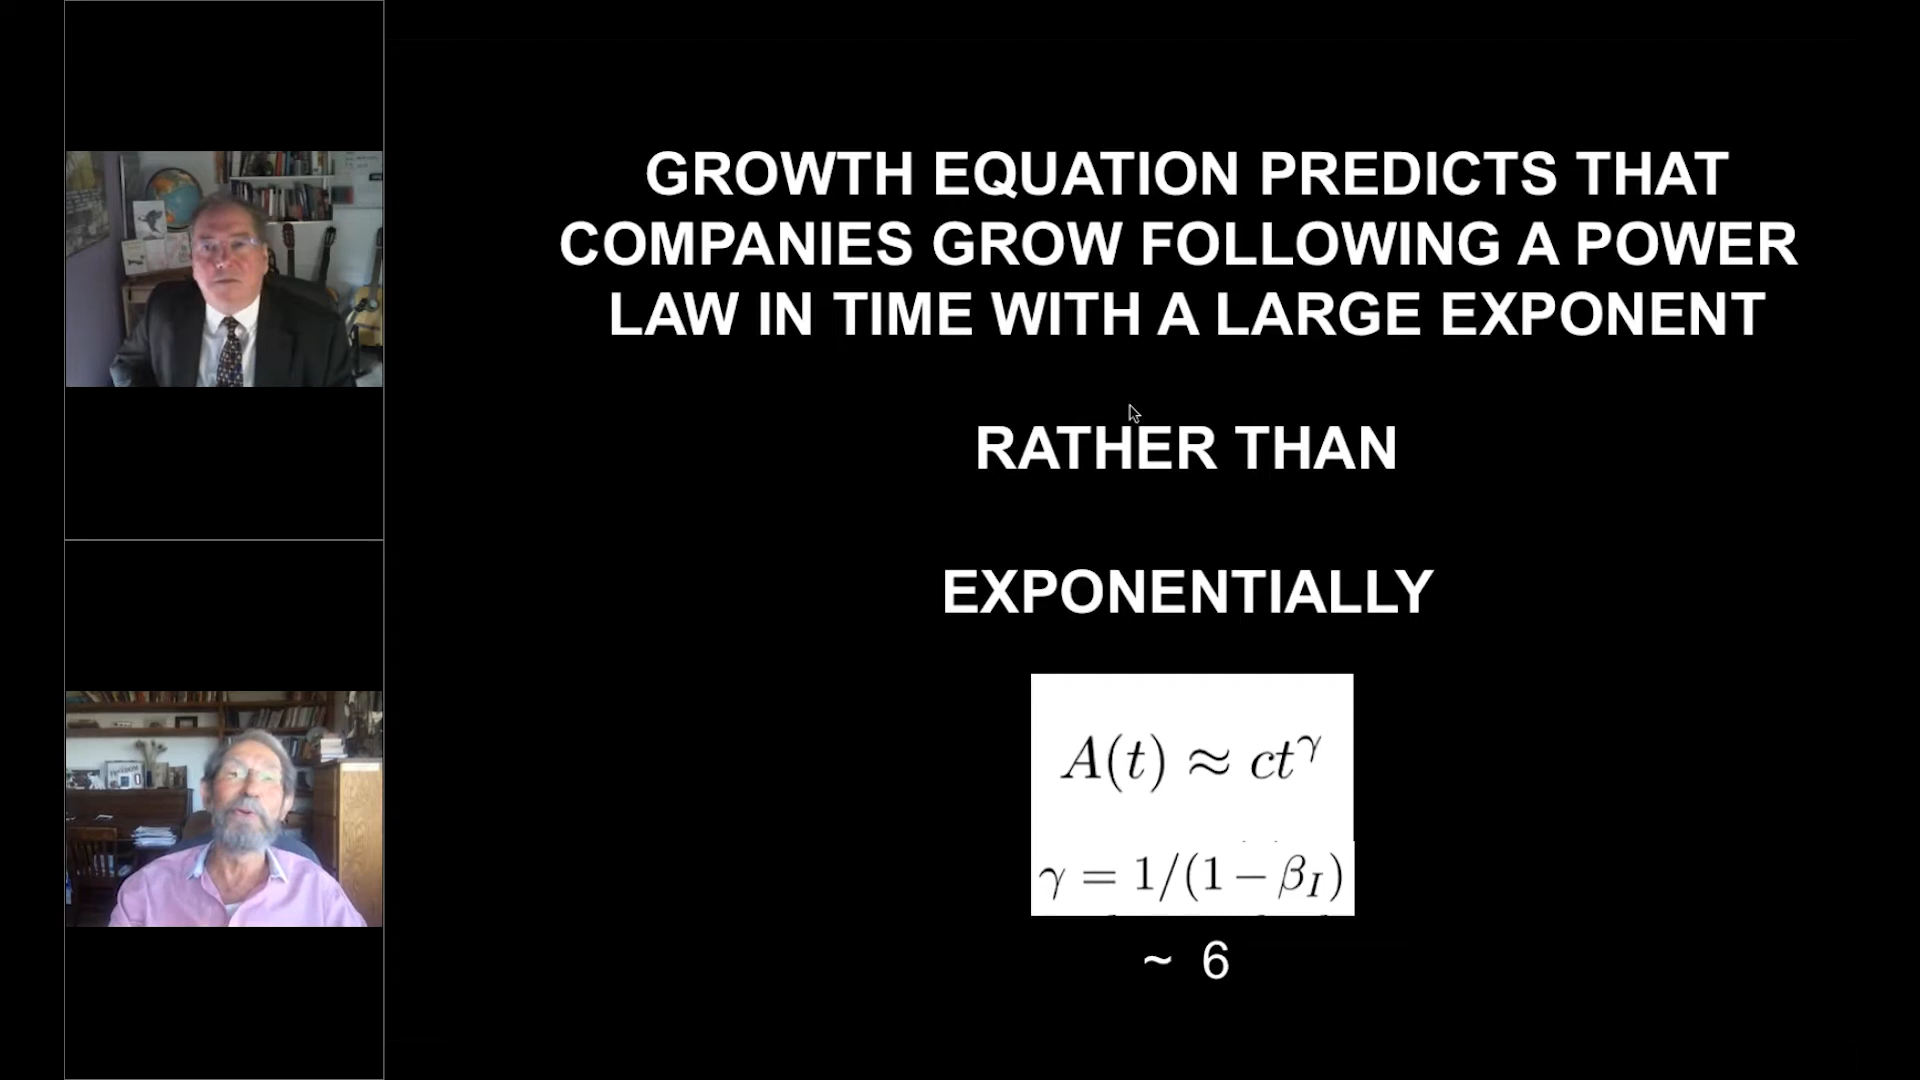 GROWTH EQUATION PREDICTS THAT
COMPANIES GROW FOLLOWING A POWER
LAW IN TIME WITH A LARGE EXPONENT
RATHER THAN
EXPONENTIALLY
A(t) ≈ ct^γ
γ = 1/(1 − β_I)
~ 6